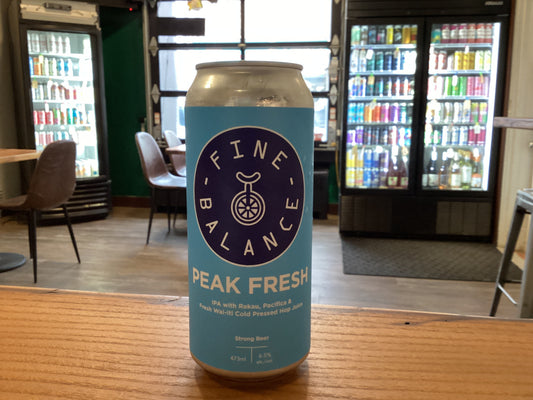 FINE
BALANCE
PEAK FRESH
IPA with Rakau, Pacifica &
Fresh Wai-iti Cold Pressed Hop Juice
Strong Beer
473ml